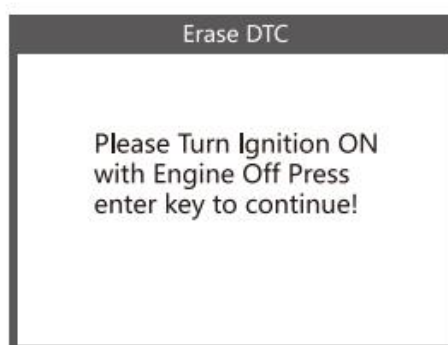 Erase DTC
Please Turn Ignition ON
with Engine Off Press
enter key to continue!